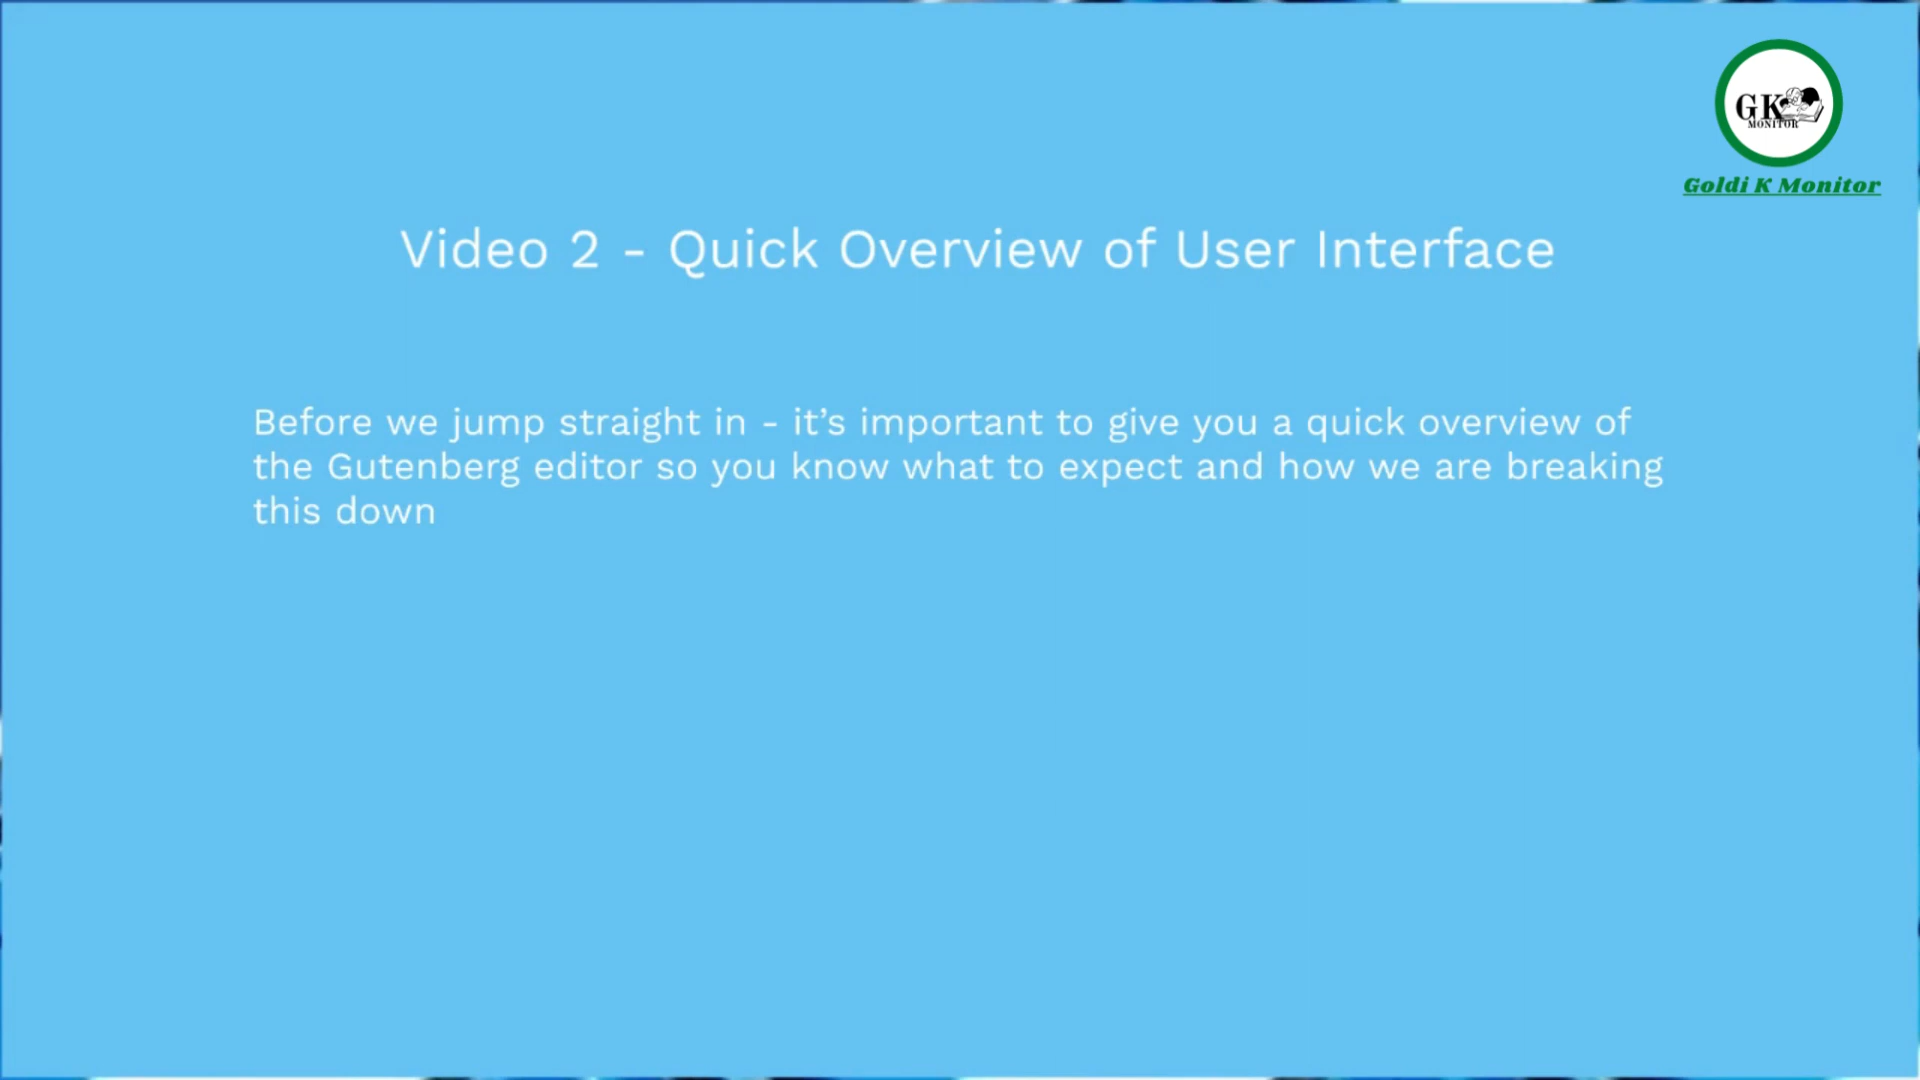 GK
MONITOR
Goldi K Monitor
Video 2 - Quick Overview of User Interface
Before we jump straight in - it’s important to give you a quick overview of
the Gutenberg editor so you know what to expect and how we are breaking
this down